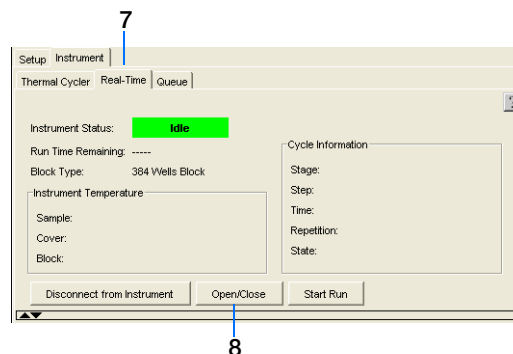 7
Setup Instrument
Thermal Cycler Real-Time Queue
Instrument Status: Idle
Run Time Remaining: -----
Block Type: 384 Wells Block
Instrument Temperature
Sample:
Cover:
Block:
Cycle Information
Stage:
Step:
Time:
Repetition:
State:
Disconnect from Instrument Open/Close Start Run
8